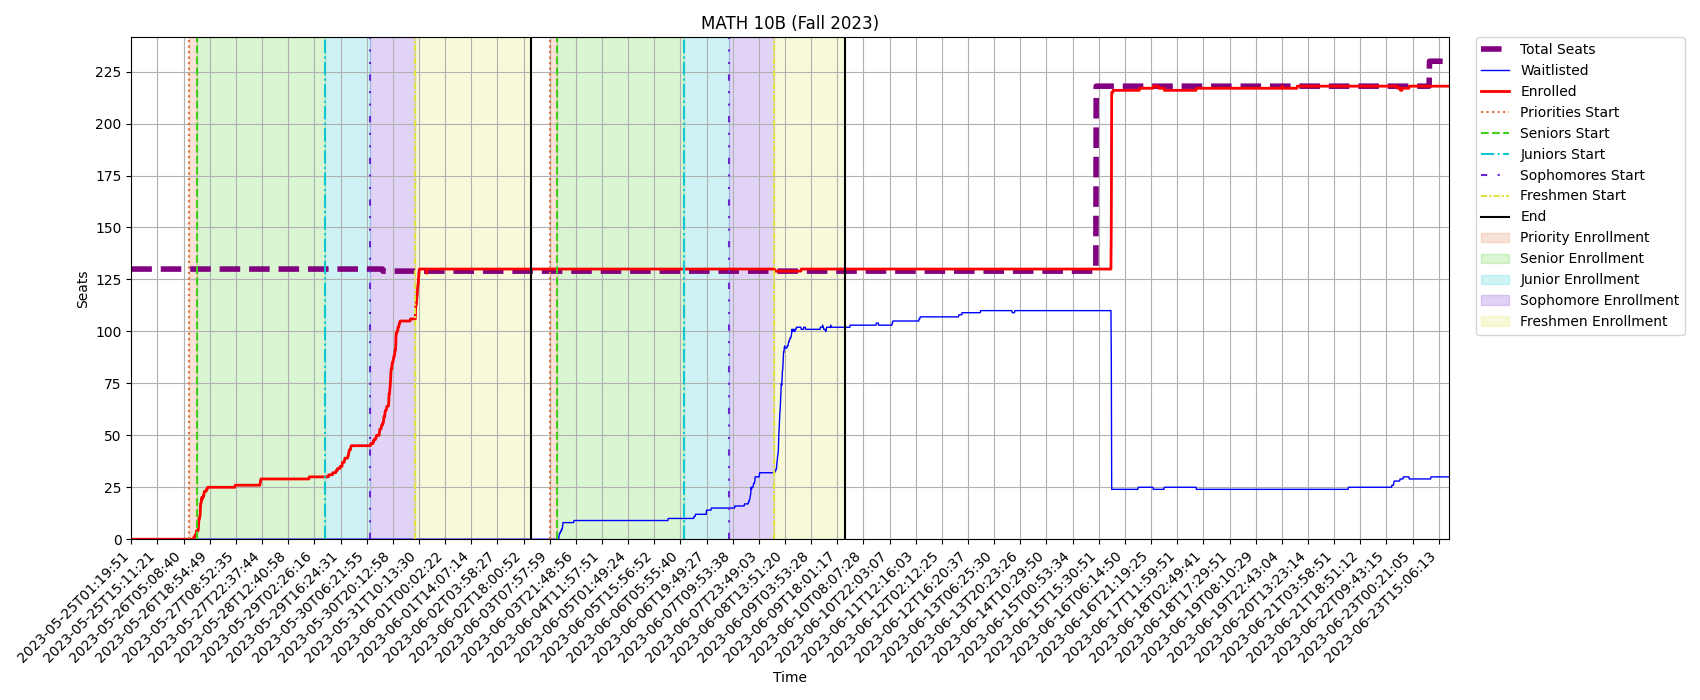 MATH 10B (Fall 2023)
Seats
225
200
175
150
125
100
75
50
25
0
2023-05-25T01:19:51
2023-05-25T15:11:21
2023-05-26T05:08:40
2023-05-26T18:54:49
2023-05-27T08:52:35
2023-05-27T22:37:44
2023-05-28T12:40:58
2023-05-29T02:26:16
2023-05-29T16:24:31
2023-05-30T06:21:55
2023-05-30T20:12:58
2023-05-31T10:13:30
2023-06-01T00:02:22
2023-06-01T14:07:14
2023-06-02T03:58:27
2023-06-02T18:00:52
2023-06-03T07:57:59
2023-06-03T21:48:56
2023-06-04T11:57:51
2023-06-05T01:49:24
2023-06-05T15:56:52
2023-06-06T05:55:40
2023-06-06T19:49:27
2023-06-07T09:53:38
2023-06-07T23:49:03
2023-06-08T13:51:20
2023-06-09T03:53:28
2023-06-09T18:01:17
2023-06-10T08:07:28
2023-06-10T22:03:07
2023-06-11T12:16:03
2023-06-12T02:12:25
2023-06-12T16:20:37
2023-06-13T06:25:30
2023-06-13T20:23:26
2023-06-14T10:29:50
2023-06-15T00:53:34
2023-06-15T15:30:51
2023-06-16T06:14:50
2023-06-16T21:19:25
2023-06-17T11:59:51
2023-06-18T02:49:41
2023-06-18T17:29:51
2023-06-19T08:10:29
2023-06-19T22:43:04
2023-06-20T13:23:14
2023-06-21T03:58:51
2023-06-21T18:51:12
2023-06-22T09:43:15
2023-06-23T00:21:05
2023-06-23T15:06:13
Time
Total Seats
Waitlisted
Enrolled
Priorities Start
Seniors Start
Juniors Start
Sophomores Start
Freshmen Start
End
Priority Enrollment
Senior Enrollment
Junior Enrollment
Sophomore Enrollment
Freshmen Enrollment